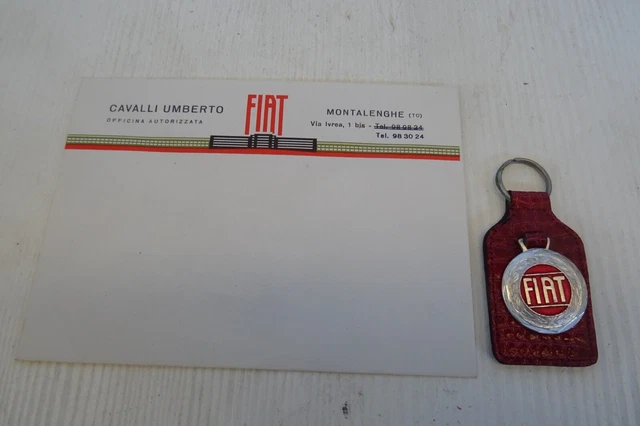 CAVALLI UMBERTO
OFFICINA AUTORIZZATA
FIAT
MONTALENGHE (TO)
Via Ivrea, 1 bis - Tel. 98 08 24
Tel. 98 30 24
FIAT